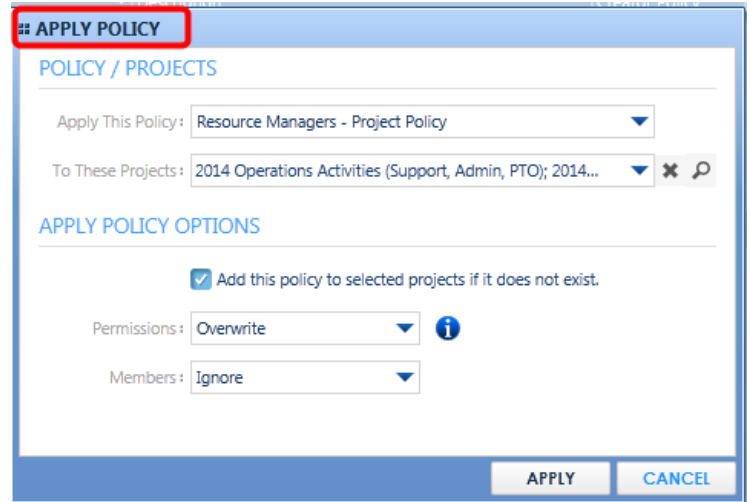 APPLY POLICY
POLICY / PROJECTS
Apply This Policy: Resource Managers - Project Policy
To These Projects: 2014 Operations Activities (Support, Admin, PTO); 2014...
APPLY POLICY OPTIONS
Add this policy to selected projects if it does not exist.
Permissions: Overwrite
Members: Ignore
APPLY CANCEL